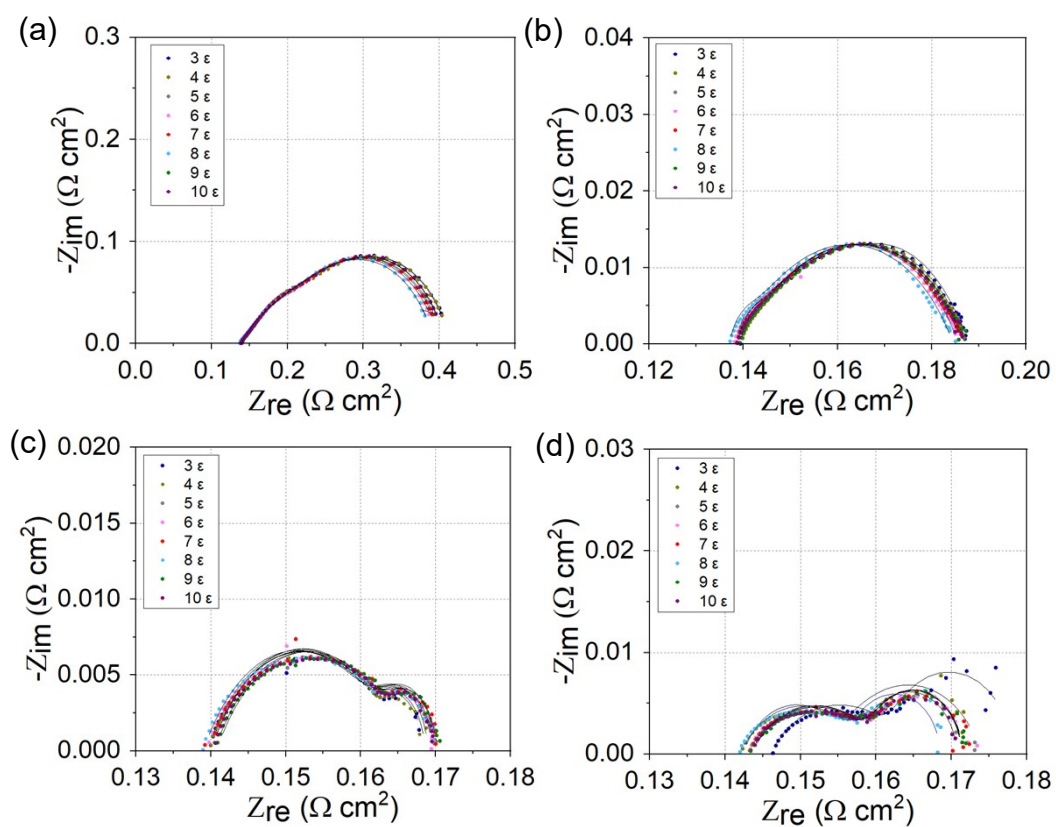 (a)
0.3
0.2
0.1
0.0
-Zim (Ω cm²)
3 ε
4 ε
5 ε
6 ε
7 ε
8 ε
9 ε
10 ε
0.0 0.1 0.2 0.3 0.4 0.5
Zre (Ω cm²)
(b)
0.04
0.03
0.02
0.01
0.00
-Zim (Ω cm²)
3 ε
4 ε
5 ε
6 ε
7 ε
8 ε
9 ε
10 ε
0.12 0.14 0.16 0.18 0.20
Zre (Ω cm²)
(c)
0.020
0.015
0.010
0.005
0.000
-Zim (Ω cm²)
3 ε
4 ε
5 ε
6 ε
7 ε
8 ε
9 ε
10 ε
0.13 0.14 0.15 0.16 0.17 0.18
Zre (Ω cm²)
(d)
0.03
0.02
0.01
0.00
-Zim (Ω cm²)
3 ε
4 ε
5 ε
6 ε
7 ε
8 ε
9 ε
10 ε
0.13 0.14 0.15 0.16 0.17 0.18
Zre (Ω cm²)